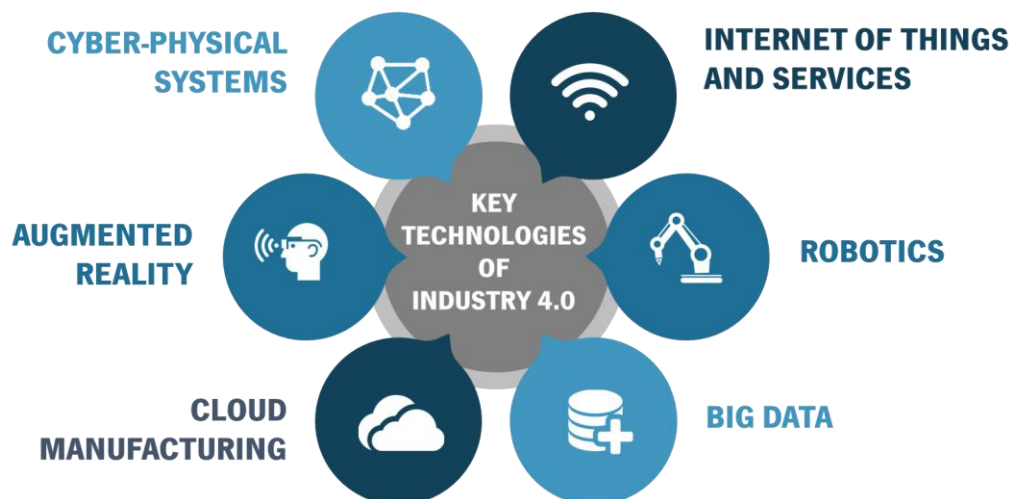 CYBER-PHYSICAL
SYSTEMS
INTERNET OF THINGS
AND SERVICES
KEY
TECHNOLOGIES
OF
INDUSTRY 4.0
AUGMENTED
REALITY
ROBOTICS
CLOUD
MANUFACTURING
BIG DATA